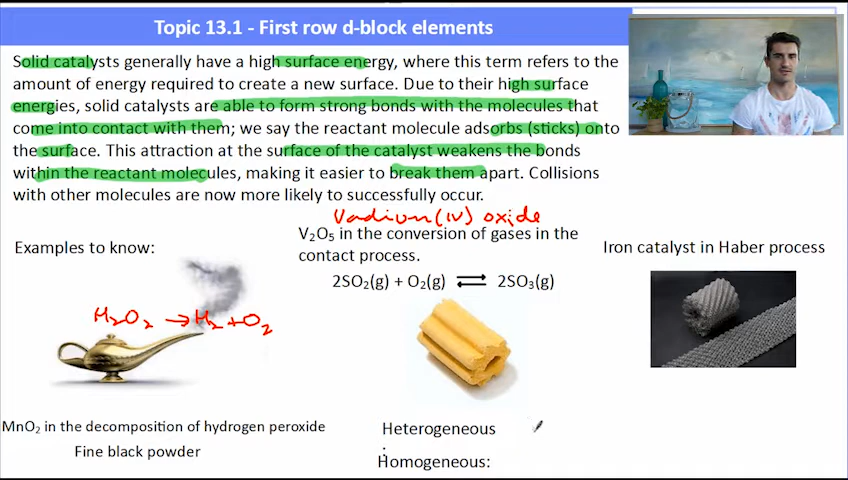 Topic 13.1 - First row d-block elements
Solid catalysts generally have a high surface energy, where this term refers to the
amount of energy required to create a new surface. Due to their high surface
energies, solid catalysts are able to form strong bonds with the molecules that
come into contact with them; we say the reactant molecule adsorbs (sticks) onto
the surface. This attraction at the surface of the catalyst weakens the bonds
within the reactant molecules, making it easier to break them apart. Collisions
with other molecules are now more likely to successfully occur.
Vadium(IV) oxide
Examples to know:
V₂O₅ in the conversion of gases in the
contact process.
2SO₂(g) + O₂(g) ⇌ 2SO₃(g)
Iron catalyst in Haber process
H₂O₂ → H₂ + O₂
MnO₂ in the decomposition of hydrogen peroxide
Fine black powder
Heterogeneous
:
Homogeneous: